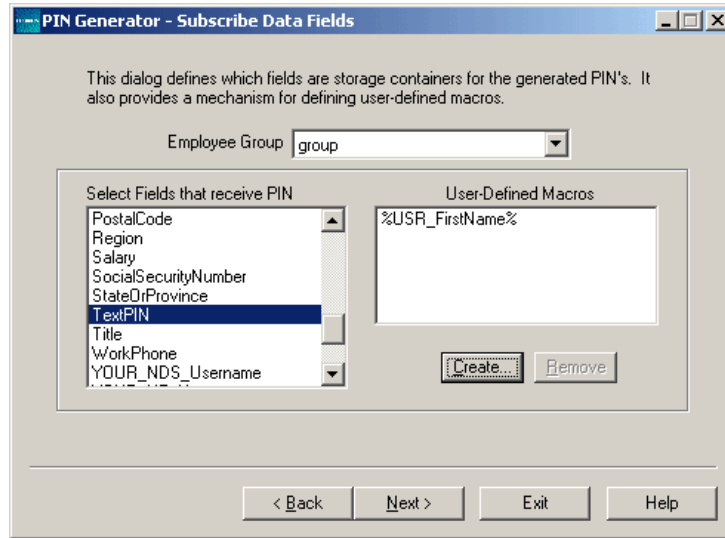 PIN Generator - Subscribe Data Fields
This dialog defines which fields are storage containers for the generated PIN's. It
also provides a mechanism for defining user-defined macros.
Employee Group group
Select Fields that receive PIN
PostalCode
Region
Salary
SocialSecurityNumber
StateOrProvince
TextPIN
Title
WorkPhone
YOUR_NDS_Username
User-Defined Macros
%USR_FirstName%
Create... Remove
< Back Next > Exit Help